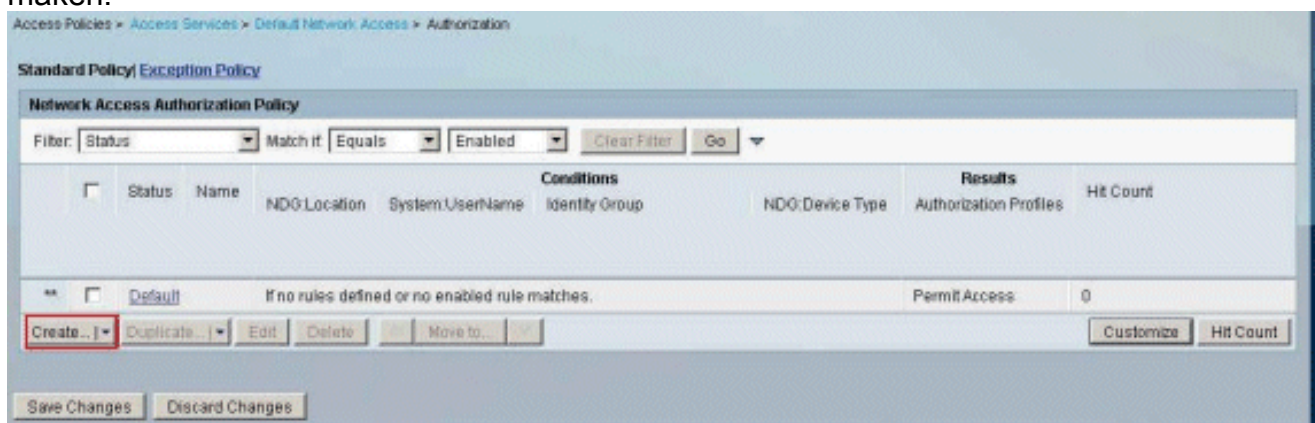 maken.
Access Policies > Access Services > Default Network Access > Authorization
Standard Policy| Exception Policy
Network Access Authorization Policy
Filter: Status Match if: Equals Enabled Clear Filter Go
Status Name Conditions Results Hit Count
NDG:Location System:UserName Identity Group NDG:Device Type Authorization Profiles
** Default If no rules defined or no enabled rule matches. Permit Access 0
Create... | Duplicate... | Edit Delete Move to... Customize Hit Count
Save Changes Discard Changes